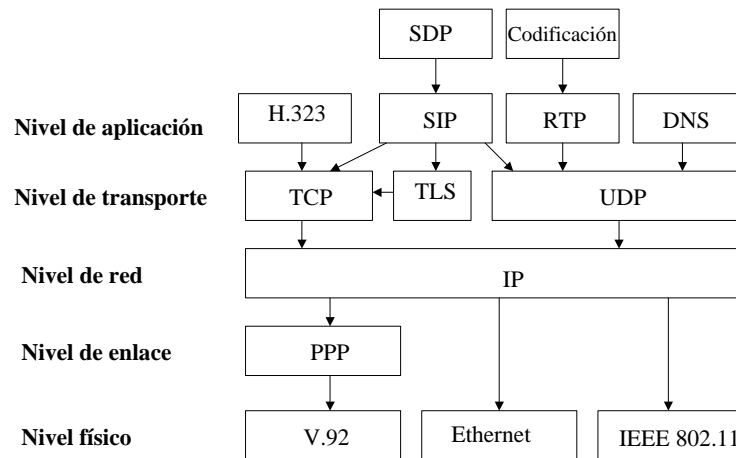 SDP Codificación
Nivel de aplicación H.323 SIP RTP DNS
Nivel de transporte TCP TLS UDP
Nivel de red IP
Nivel de enlace PPP
Nivel físico V.92 Ethernet IEEE 802.11